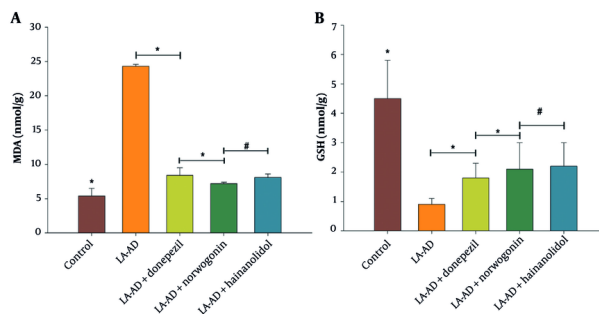 A
MDA (nmol/g)
30
25
20
15
10
5
0
*
*
*
#
Control
LA-AD
LA-AD + donepezil
LA-AD + norwogonin
LA-AD + hainanolidol
B
GSH (nmol/g)
7
6
5
4
3
2
1
0
*
*
*
#
Control
LA-AD
LA-AD + donepezil
LA-AD + norwogonin
LA-AD + hainanolidol